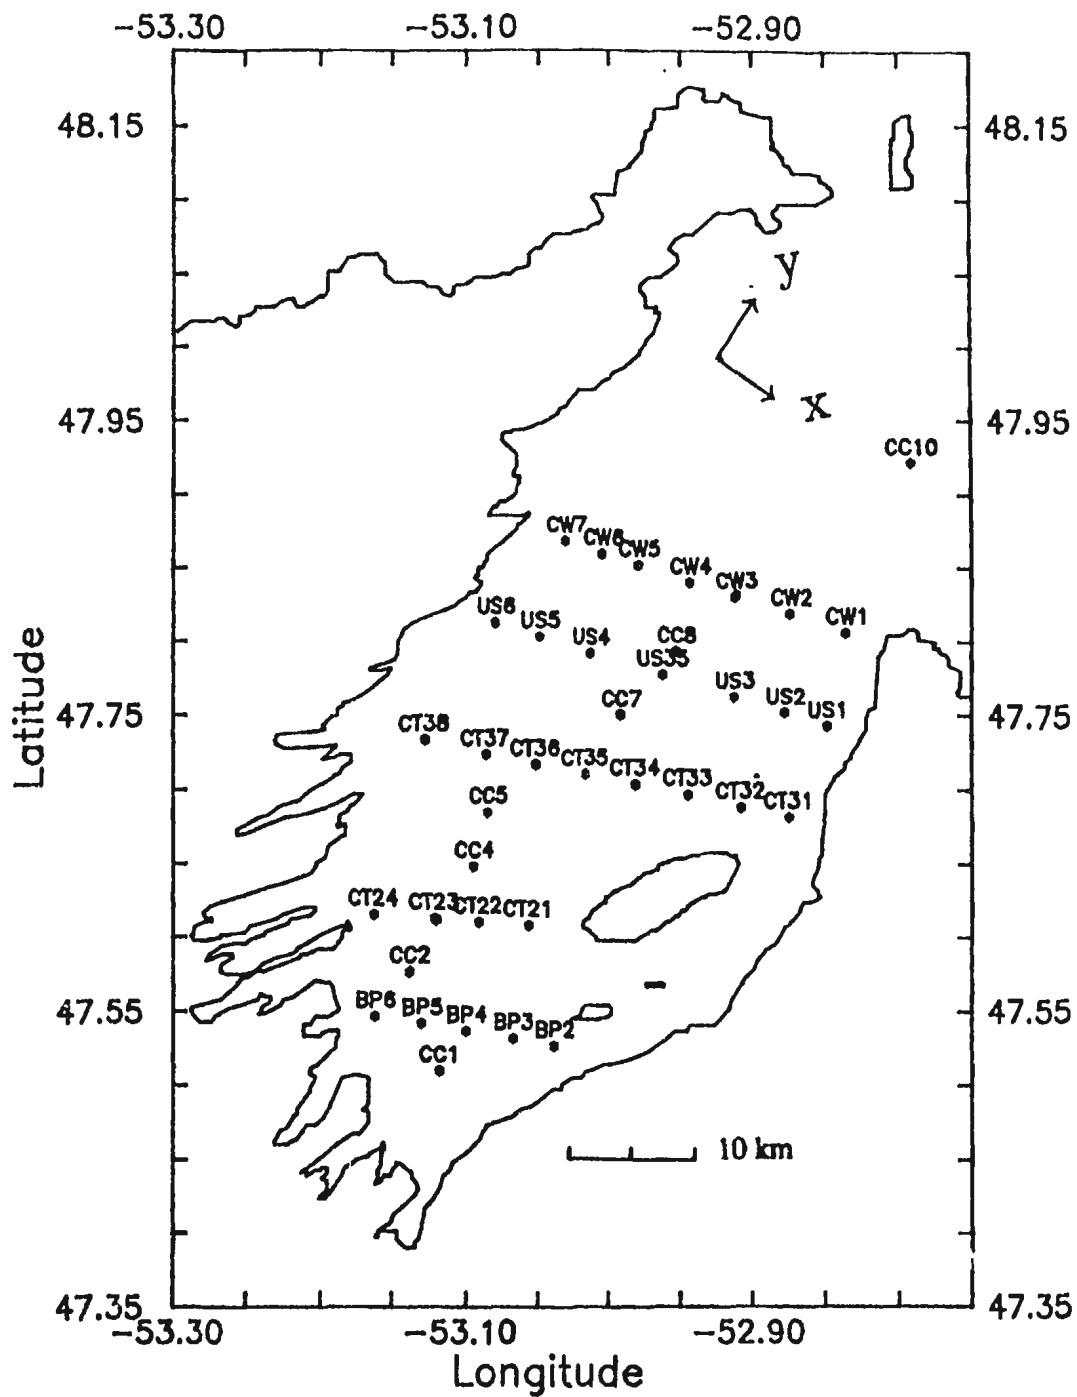 -53.30 -53.10 -52.90
48.15 48.15
y
x
47.95 47.95
CC10
CW7 CW6 CW5 CW4 CW3 CW2 CW1
US6 US5 US4 CC8
US35 US3 US2 US1
CC7
47.75 47.75
CT38 CT37 CT36 CT35 CT34 CT33 CT32 CT31
CC5
CC4
CT24 CT23 CT22 CT21
CC2
47.55 47.55
BP6 BP5 BP4 BP3 BP2
CC1
10 km
47.35 47.35
-53.30 -53.10 -52.90
Longitude
Latitude